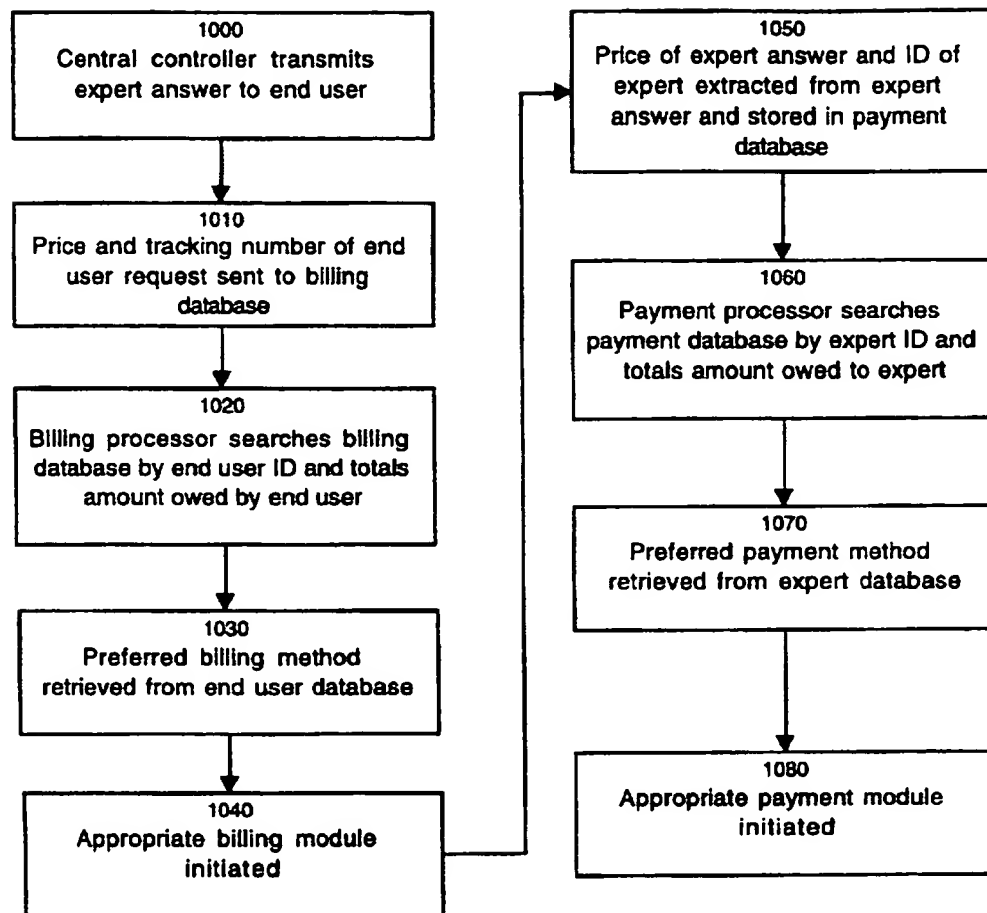 1000
Central controller transmits
expert answer to end user
1010
Price and tracking number of end
user request sent to billing
database
1020
Billing processor searches billing
database by end user ID and totals
amount owed by end user
1030
Preferred billing method
retrieved from end user database
1040
Appropriate billing module
initiated
1050
Price of expert answer and ID of
expert extracted from expert
answer and stored in payment
database
1060
Payment processor searches
payment database by expert ID and
totals amount owed to expert
1070
Preferred payment method
retrieved from expert database
1080
Appropriate payment module
initiated